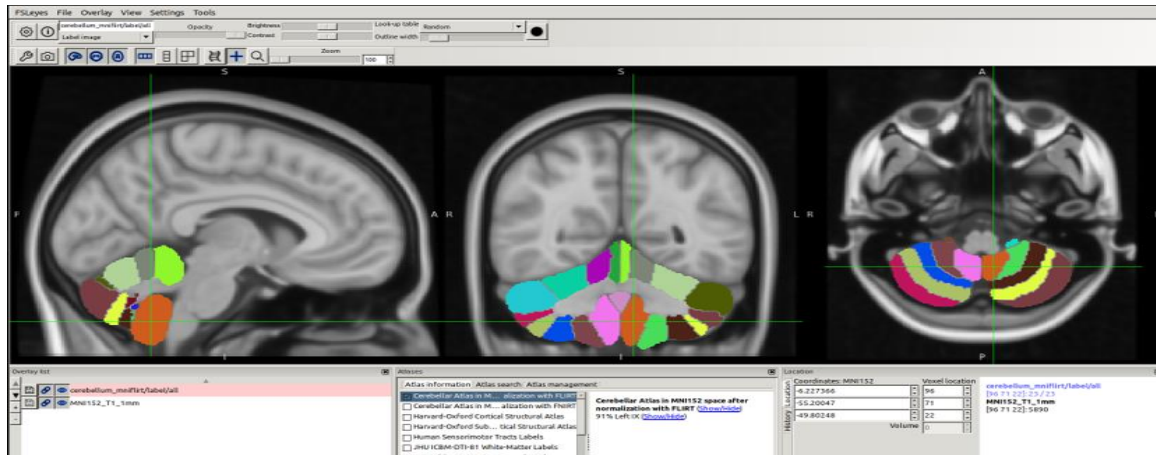 FSLeyes File Overlay View Settings Tools
cerebellum_mniflirt/label/all Opacity Brightness Look-up table Random
Label image Contrast Outline width
Zoom
100
S S A
P A R L R
I I P
Overlay list Atlases Location
cerebellum_mniflirt/label/all
MNI152_T1_1mm
Atlas information Atlas search Atlas management
Cerebellar Atlas in M... alization with FLIRT
Cerebellar Atlas in M... alization with FNIRT
Harvard-Oxford Cortical Structural Atlas
Harvard-Oxford Sub... tical Structural Atlas
Human Sensorimotor Tracts Labels
JHU ICBM-DTI-81 White-Matter Labels
Cerebellar Atlas in MNI152 space after
normalization with FLIRT (Show/Hide)
91% Left IX (Show/Hide)
History Location
Coordinates: MNI152 Voxel location
-6.227366 96
-55.20047 71
-49.80248 22
Volume 0
cerebellum_mniflirt/label/all
[96 71 22]: 23 / 23
MNI152_T1_1mm
[96 71 22]: 5890